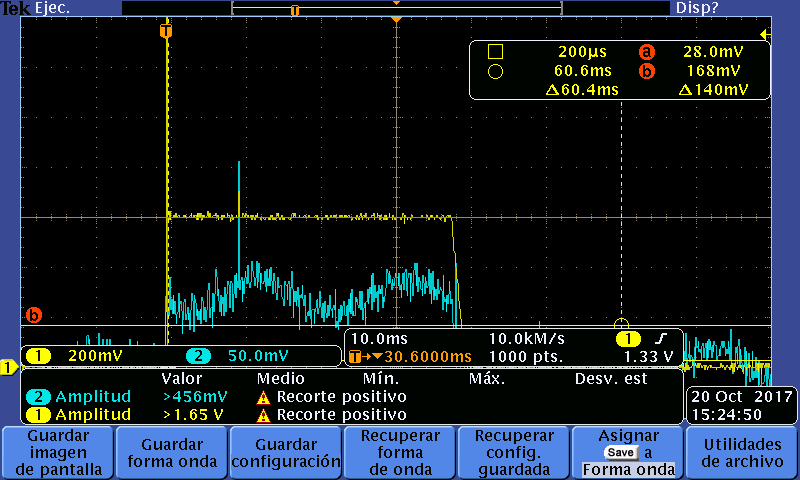 Tek Ejec. Disp?
T
T
200µs a 28.0mV
60.6ms b 168mV
Δ60.4ms Δ140mV
b
1 200mV 2 50.0mV
10.0ms 10.0kM/s 1
T 30.6000ms 1000 pts. 1.33 V
1
Valor Medio Mín. Máx. Desv. est
2 Amplitud >456mV Recorte positivo
1 Amplitud >1.65 V Recorte positivo
20 Oct 2017
15:24:50
Guardar
imagen
de pantalla
Guardar
forma onda
Guardar
configuración
Recuperar
forma
de onda
Recuperar
config.
guardada
Asignar
Save a
Forma onda
Utilidades
de archivo